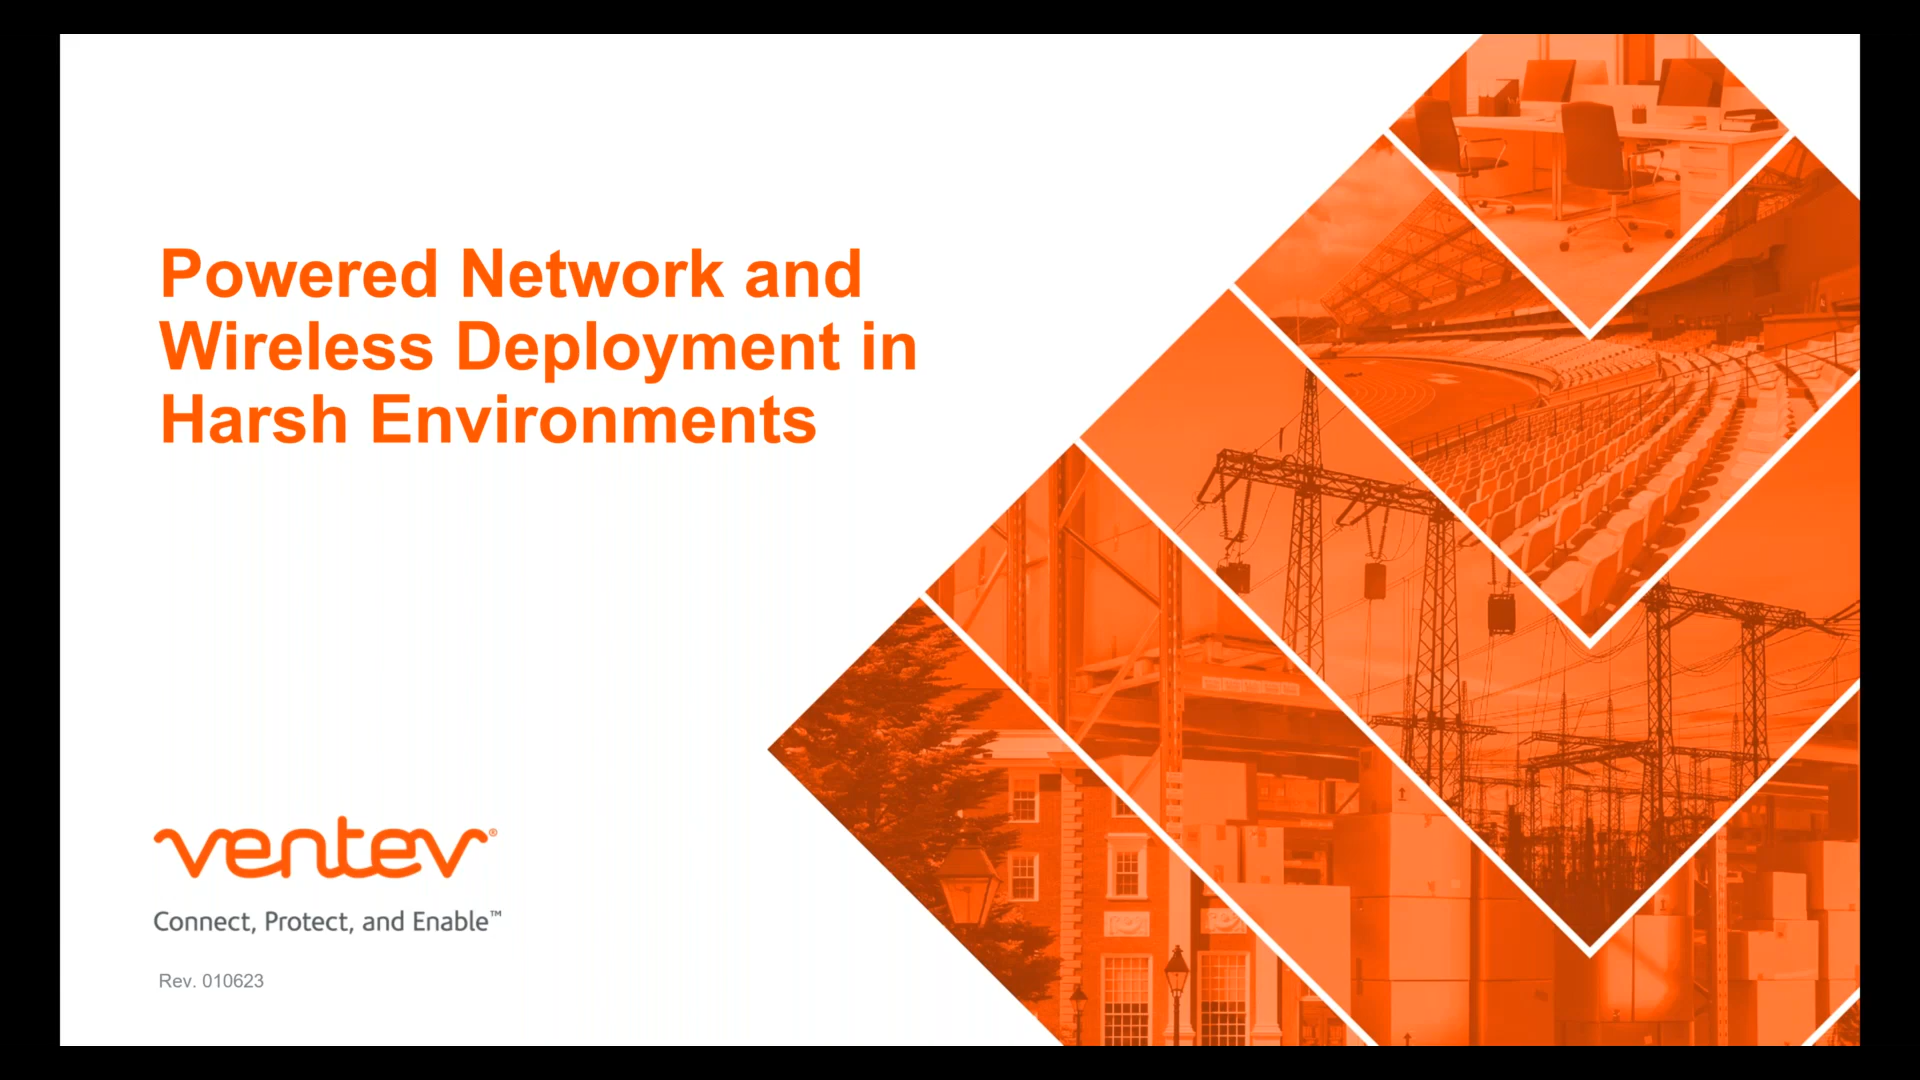 Powered Network and
Wireless Deployment in
Harsh Environments
ventev®
Connect, Protect, and Enable™
Rev. 010623